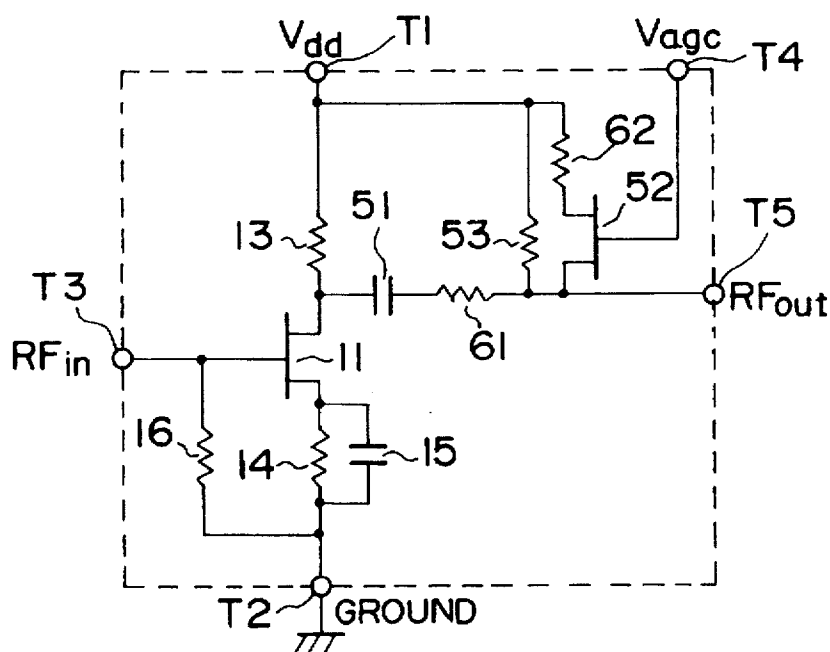 Vdd T1
Vagc T4
62
51
52
13
53
T5
T3
RFout
RFin
61
11
16
14
15
T2 GROUND